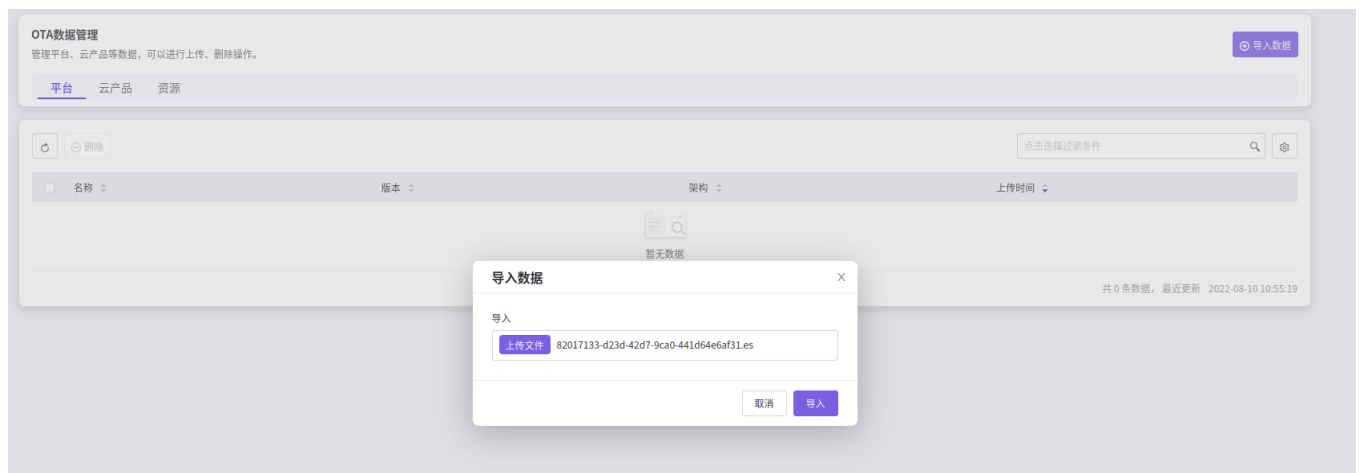 OTA数据管理
管理平台、云产品等数据，可以进行上传、删除操作。
导入数据
平台 云产品 资源
删除 点击选择过滤条件
名称 版本 架构 上传时间
暂无数据
共 0 条数据， 最近更新 2022-08-10 10:55:19
导入数据
导入
上传文件 82017133-d23d-42d7-9ca0-441d64e6af31.es
取消 导入